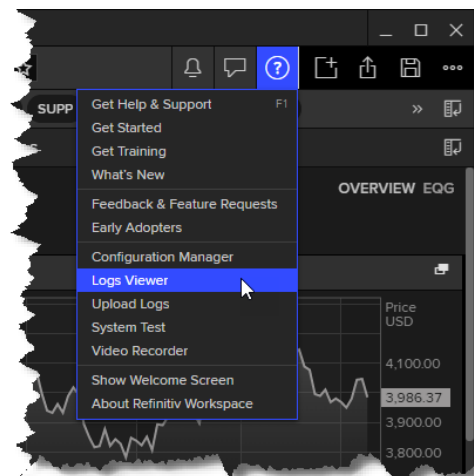 SUPP
Get Help & Support F1
Get Started
Get Training
What's New
Feedback & Feature Requests
Early Adopters
Configuration Manager
Logs Viewer
Upload Logs
System Test
Video Recorder
Show Welcome Screen
About Refinitiv Workspace
OVERVIEW EQG
Price
USD
4,100.00
3,986.37
3,900.00
3,800.00